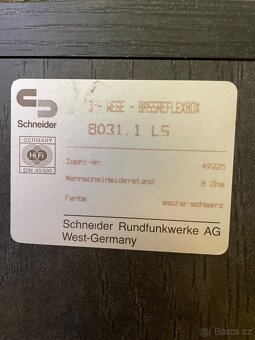 3 - WEGE - BASSREFLEXBOX
Schneider
8031.1 LS
GERMANY
HiFi
DIN 45500
Ident-Nr. 49225
Nennscheinwiderstand 8 Ohm
Farbe esche-schwarz
Schneider Rundfunkwerke AG
West-Germany
bazos.cz